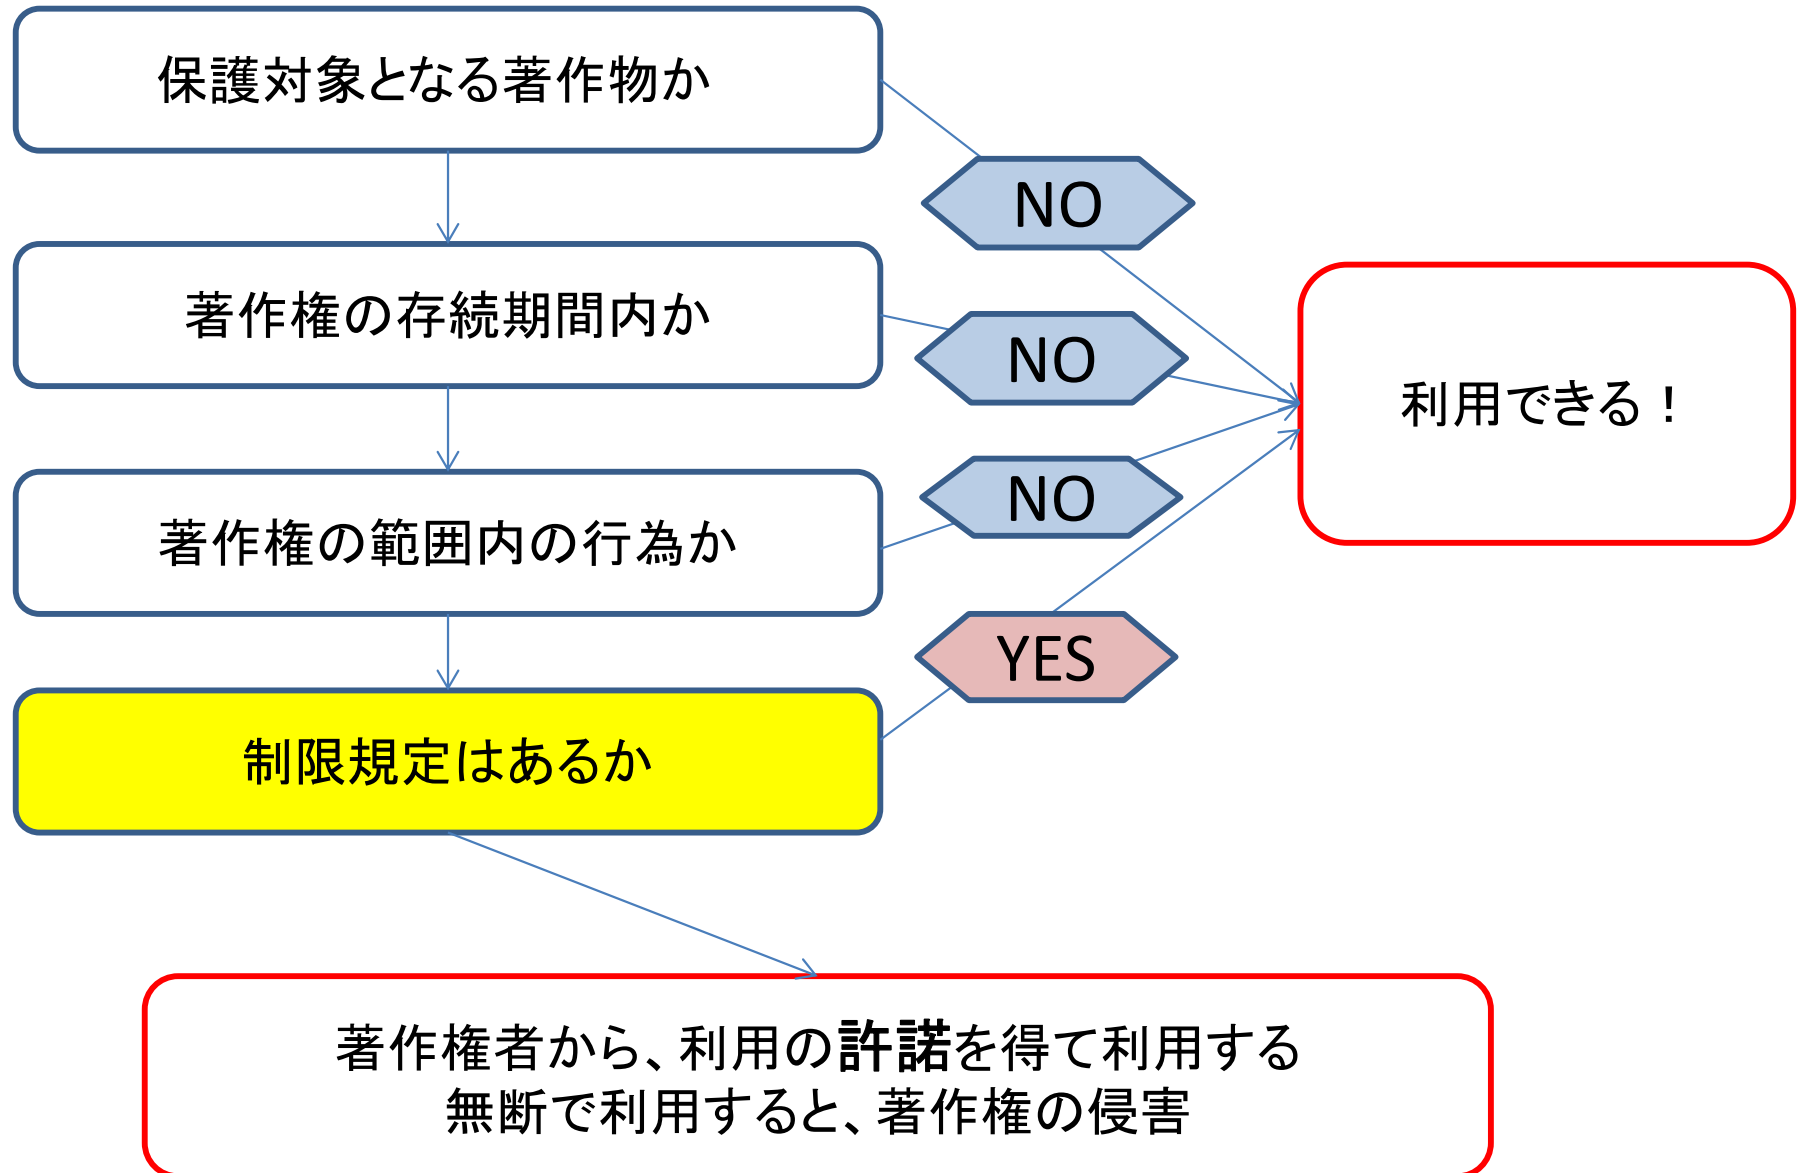 保護対象となる著作物か
NO
著作権の存続期間内か
NO
利用できる！
著作権の範囲内の行為か
NO
YES
制限規定はあるか
著作権者から、利用の許諾を得て利用する
無断で利用すると、著作権の侵害